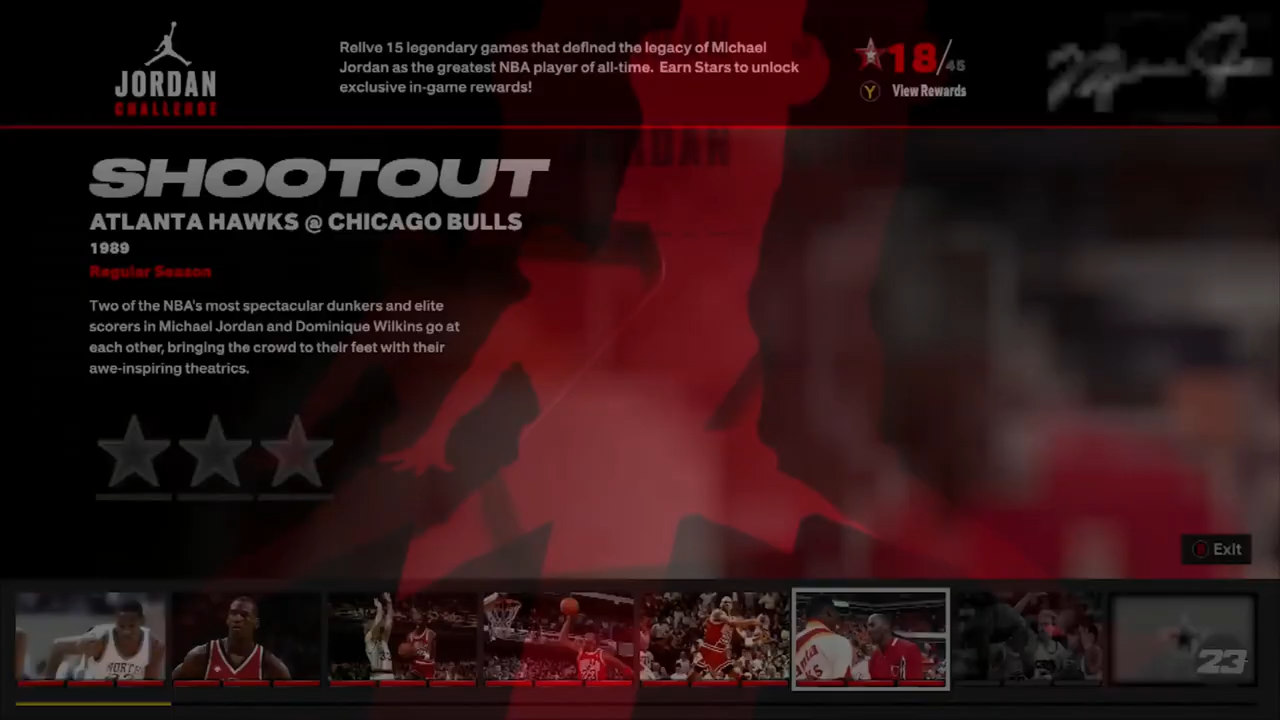 JORDAN
CHALLENGE
Relive 15 legendary games that defined the legacy of Michael
Jordan as the greatest NBA player of all-time. Earn Stars to unlock
exclusive in-game rewards!
18/45
Y View Rewards
JORDAN
SHOOTOUT
ATLANTA HAWKS @ CHICAGO BULLS
1989
Regular Season
Two of the NBA's most spectacular dunkers and elite
scorers in Michael Jordan and Dominique Wilkins go at
each other, bringing the crowd to their feet with their
awe-inspiring theatrics.
Exit
NORTH
23